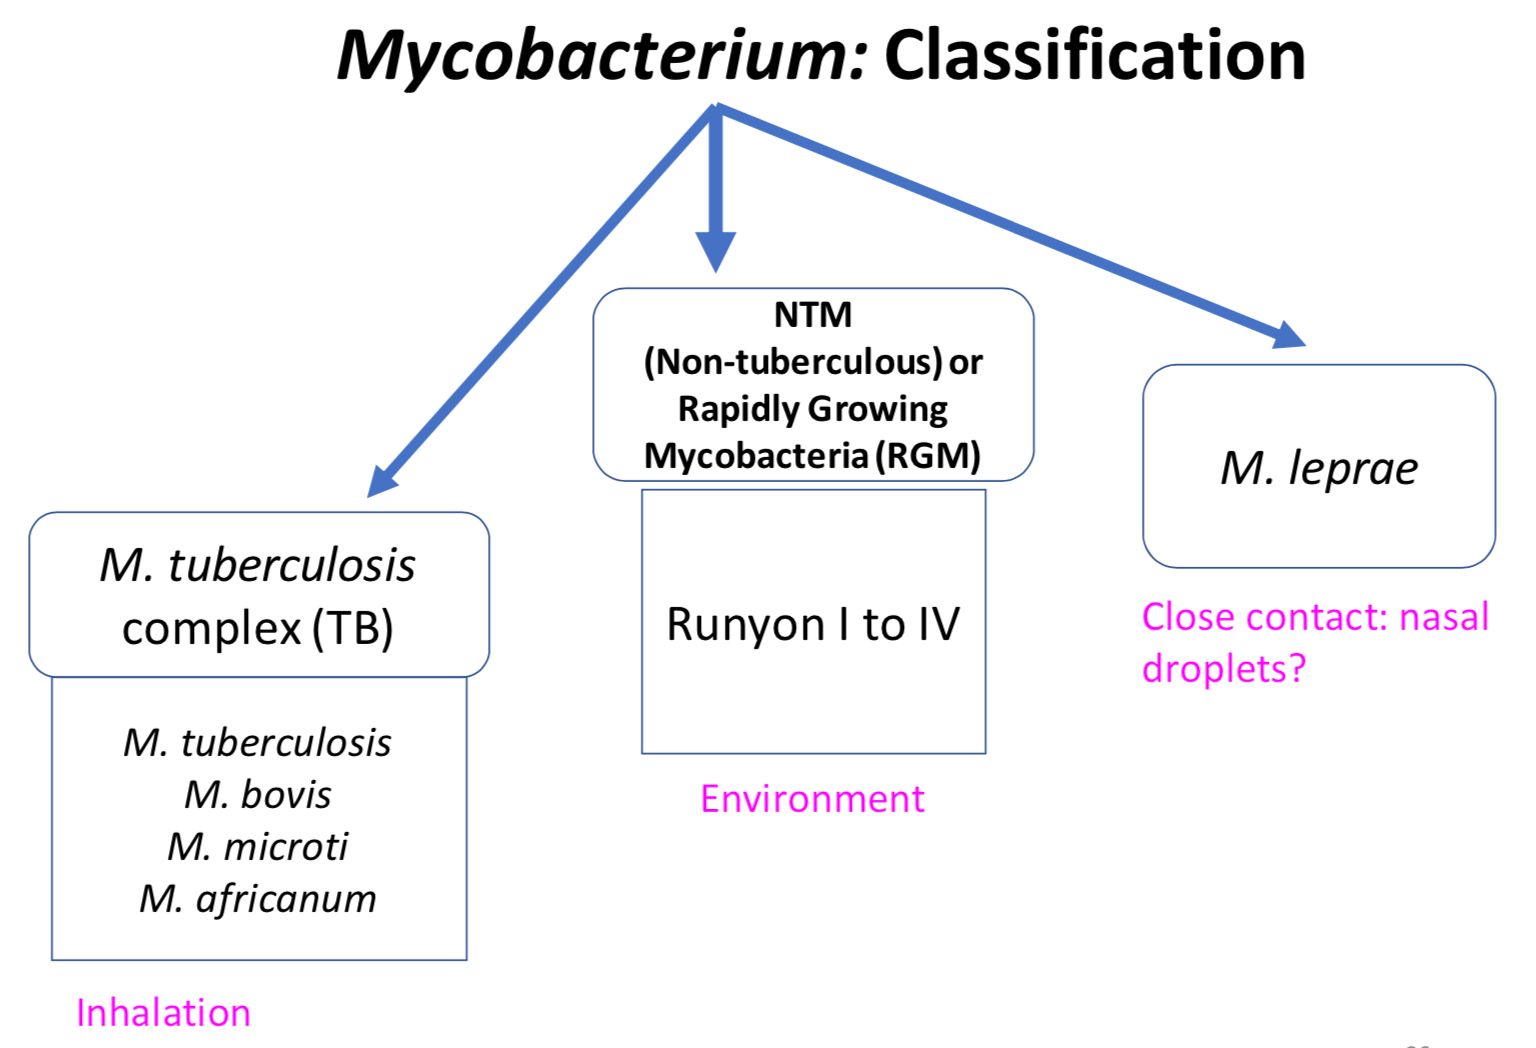 Mycobacterium: Classification
NTM
(Non-tuberculous) or
Rapidly Growing
Mycobacteria (RGM)
M. leprae
Close contact: nasal
droplets?
Runyon I to IV
Environment
M. tuberculosis
complex (TB)
M. tuberculosis
M. bovis
M. microti
M. africanum
Inhalation